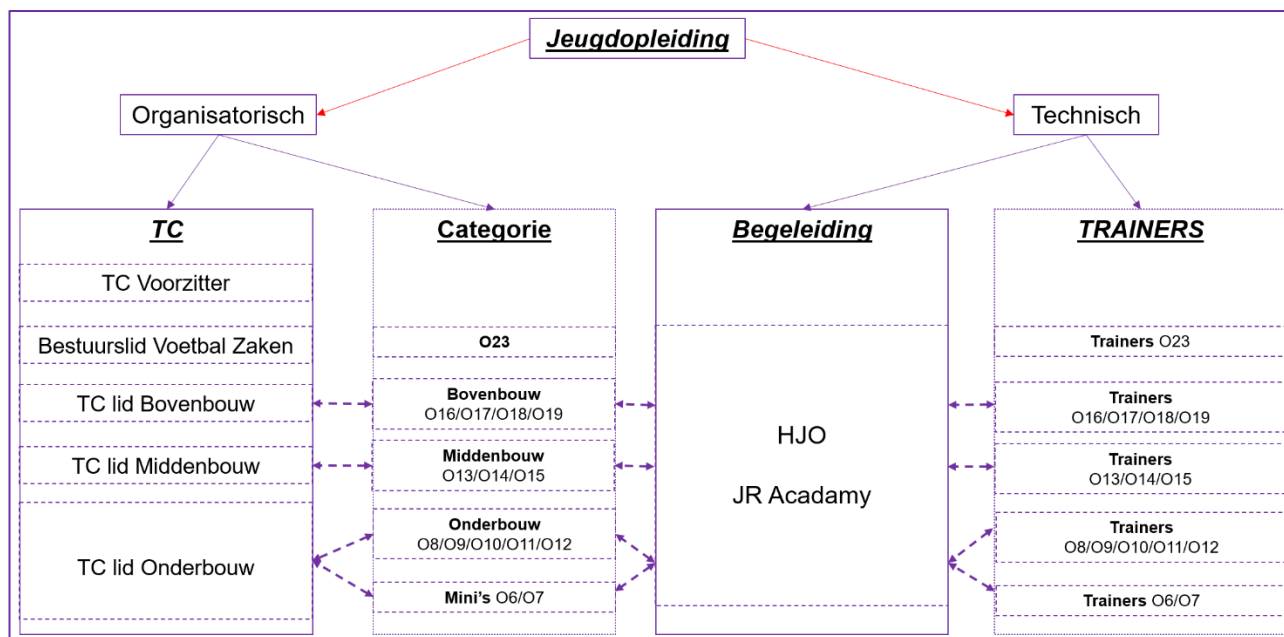 Jeugdopleiding
Organisatorisch
Technisch
TC
TC Voorzitter
Bestuurslid Voetbal Zaken
TC lid Bovenbouw
TC lid Middenbouw
TC lid Onderbouw
Categorie
O23
Bovenbouw
O16/O17/O18/O19
Middenbouw
O13/O14/O15
Onderbouw
O8/O9/O10/O11/O12
Mini's O6/O7
Begeleiding
HJO
JR Acadamy
TRAINERS
Trainers O23
Trainers
O16/O17/O18/O19
Trainers
O13/O14/O15
Trainers
O8/O9/O10/O11/O12
Trainers O6/O7